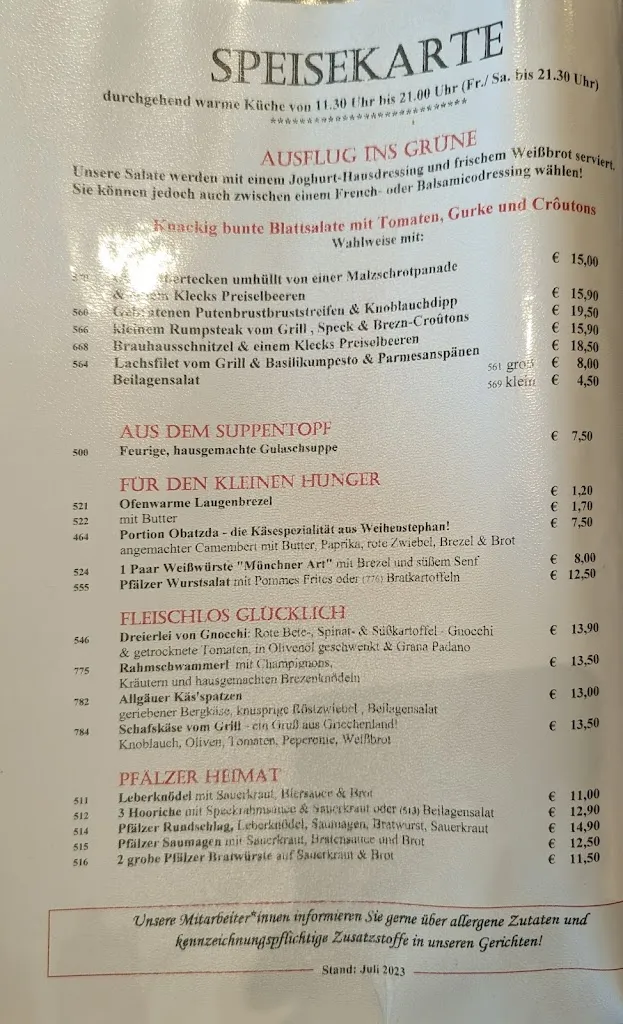 SPEISEKARTE
durchgehend warme Küche von 11.30 Uhr bis 21.00 Uhr (Fr./ Sa. bis 21.30 Uhr)
****************************
AUSFLUG INS GRÜNE
Unsere Salate werden mit einem Joghurt-Hausdressing und frischem Weißbrot serviert.
Sie können jedoch auch zwischen einem French- oder Balsamicodressing wählen!
Knackig bunte Blattsalate mit Tomaten, Gurke und Crôutons
Wahlweise mit:
umhüllt von einer Malzschrotpanade € 15,00
& Klecks Preiselbeeren
560 Gebratenen Putenbrustbruststreifen & Knoblauchdipp € 15,90
566 kleinem Rumpsteak vom Grill , Speck & Brezn-Croûtons € 19,50
668 Brauhausschnitzel & einem Klecks Preiselbeeren € 15,90
564 Lachsfilet vom Grill & Basilikumpesto & Parmesanspänen € 18,50
Beilagensalat 561 groß € 8,00
569 klein € 4,50
AUS DEM SUPPENTOPF
500 Feurige, hausgemachte Gulaschsuppe € 7,50
FÜR DEN KLEINEN HUNGER
521 Ofenwarme Laugenbrezel € 1,20
522 mit Butter € 1,70
464 Portion Obatzda - die Käsespezialität aus Weihenstephan! € 7,50
angemachter Camembert mit Butter, Paprika, rote Zwiebel, Brezel & Brot
524 1 Paar Weißwürste "Münchner Art" mit Brezel und süßem Senf € 8,00
555 Pfälzer Wurstsalat mit Pommes Frites oder (776) Bratkartoffeln € 12,50
FLEISCHLOS GLÜCKLICH
546 Dreierlei von Gnocchi: Rote Bete-, Spinat- & Süßkartoffel - Gnocchi € 13,90
& getrocknete Tomaten, in Olivenöl geschwenkt & Grana Padano
775 Rahmschwammerl mit Champignons, € 13,50
Kräutern und hausgemachten Brezenknödeln
782 Allgäuer Käs'spatzen € 13,00
geriebener Bergkäse, knusprige Röstzwiebel , Beilagensalat
784 Schafskäse vom Grill - ein Gruß aus Griechenland! € 13,50
Knoblauch, Oliven, Tomaten, Peperonie, Weißbrot
PFÄLZER HEIMAT
511 Leberknödel mit Sauerkraut, Biersauce & Brot € 11,00
512 3 Hooriche mit Speckrahmsauce & Sauerkraut oder (513) Beilagensalat € 12,90
514 Pfälzer Rundschlag, Leberknödel, Saumagen, Bratwurst, Sauerkraut € 14,90
515 Pfälzer Saumagen mit Sauerkraut, Bratensauce und Brot € 12,50
516 2 grobe Pfälzer Bratwürste auf Sauerkraut & Brot € 11,50
Unsere Mitarbeiter*innen informieren Sie gerne über allergene Zutaten und
kennzeichnungspflichtige Zusatzstoffe in unseren Gerichten!
Stand: Juli 2023